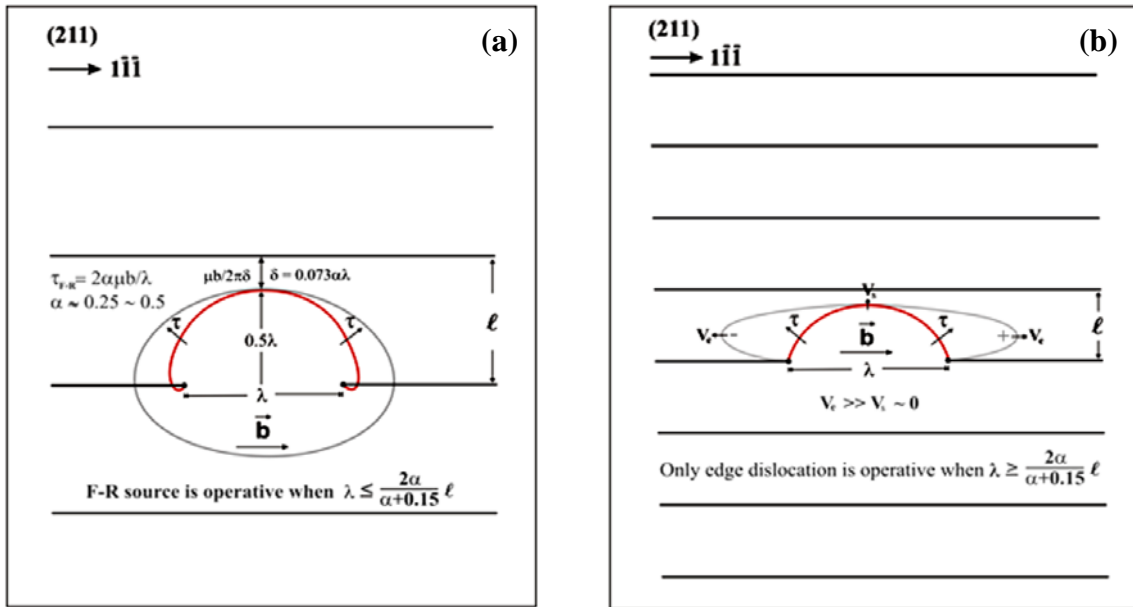 (211)
(a)
11̄1̄
τF-R = 2αμb/λ
α ≈ 0.25 ~ 0.5
μb/2πδ
δ = 0.073αλ
τ
τ
0.5λ
ℓ
λ
b⃗
F-R source is operative when λ ≤ 2α/(α+0.15) ℓ
(211)
(b)
11̄1̄
Vs
τ
τ
b⃗
Ve
-
+
Ve
ℓ
λ
Ve >> Vs ~ 0
Only edge dislocation is operative when λ ≥ 2α/(α+0.15) ℓ